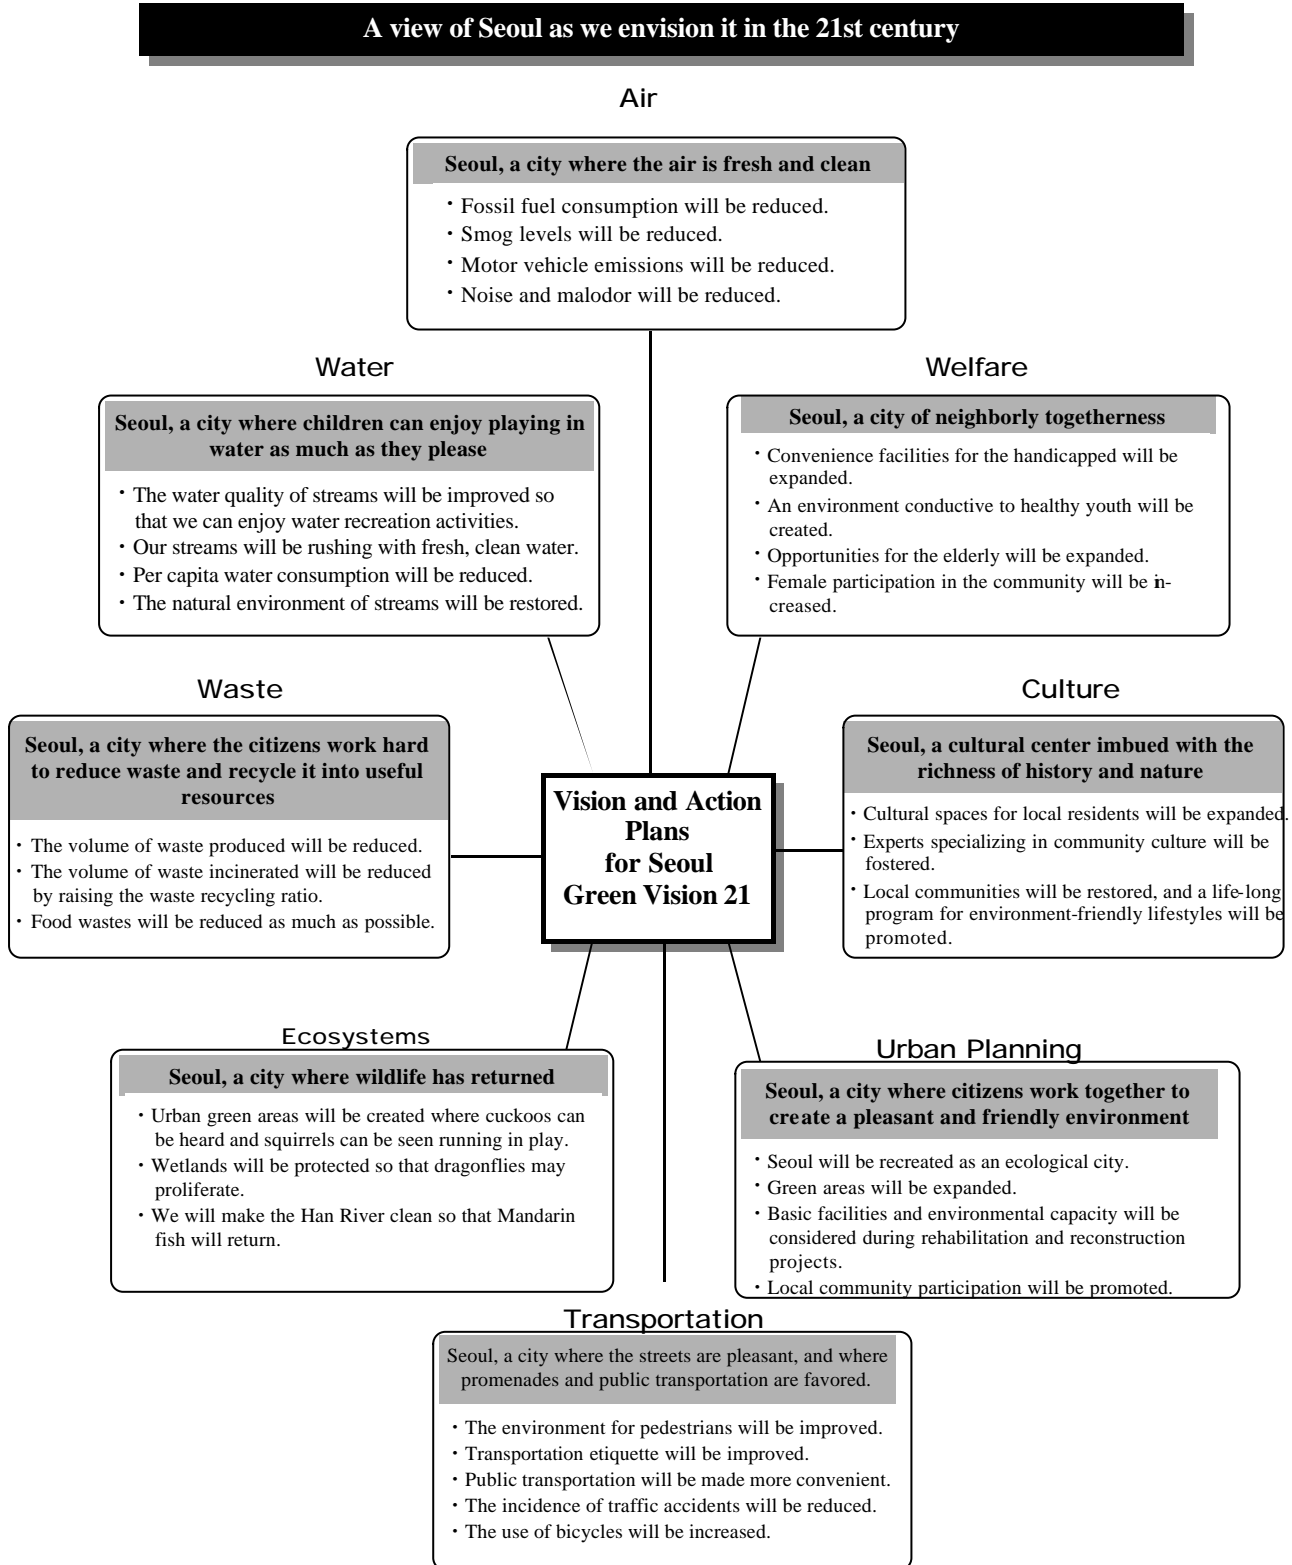 A view of Seoul as we envision it in the 21st century
Air
Seoul, a city where the air is fresh and clean
· Fossil fuel consumption will be reduced.
· Smog levels will be reduced.
· Motor vehicle emissions will be reduced.
· Noise and malodor will be reduced.
Water
Seoul, a city where children can enjoy playing in
water as much as they please
· The water quality of streams will be improved so
that we can enjoy water recreation activities.
· Our streams will be rushing with fresh, clean water.
· Per capita water consumption will be reduced.
· The natural environment of streams will be restored.
Welfare
Seoul, a city of neighborly togetherness
· Convenience facilities for the handicapped will be
expanded.
· An environment conductive to healthy youth will be
created.
· Opportunities for the elderly will be expanded.
· Female participation in the community will be in-
creased.
Waste
Seoul, a city where the citizens work hard
to reduce waste and recycle it into useful
resources
· The volume of waste produced will be reduced.
· The volume of waste incinerated will be reduced
by raising the waste recycling ratio.
· Food wastes will be reduced as much as possible.
Vision and Action
Plans
for Seoul
Green Vision 21
Culture
Seoul, a cultural center imbued with the
richness of history and nature
· Cultural spaces for local residents will be expanded.
· Experts specializing in community culture will be
fostered.
· Local communities will be restored, and a life-long
program for environment-friendly lifestyles will be
promoted.
Ecosystems
Seoul, a city where wildlife has returned
· Urban green areas will be created where cuckoos can
be heard and squirrels can be seen running in play.
· Wetlands will be protected so that dragonflies may
proliferate.
· We will make the Han River clean so that Mandarin
fish will return.
Urban Planning
Seoul, a city where citizens work together to
create a pleasant and friendly environment
· Seoul will be recreated as an ecological city.
· Green areas will be expanded.
· Basic facilities and environmental capacity will be
considered during rehabilitation and reconstruction
projects.
· Local community participation will be promoted.
Transportation
Seoul, a city where the streets are pleasant, and where
promenades and public transportation are favored.
· The environment for pedestrians will be improved.
· Transportation etiquette will be improved.
· Public transportation will be made more convenient.
· The incidence of traffic accidents will be reduced.
· The use of bicycles will be increased.